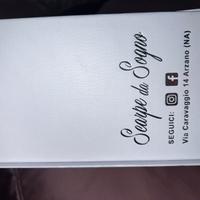 Scarpe da Sogno
SEGUICI:
Via Caravaggio 14 Arzano (NA)